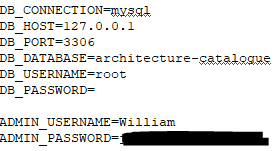 DB_CONNECTION=mysql
DB_HOST=127.0.0.1
DB_PORT=3306
DB_DATABASE=architecture-catalogue
DB_USERNAME=root
DB_PASSWORD=
ADMIN_USERNAME=William
ADMIN_PASSWORD=